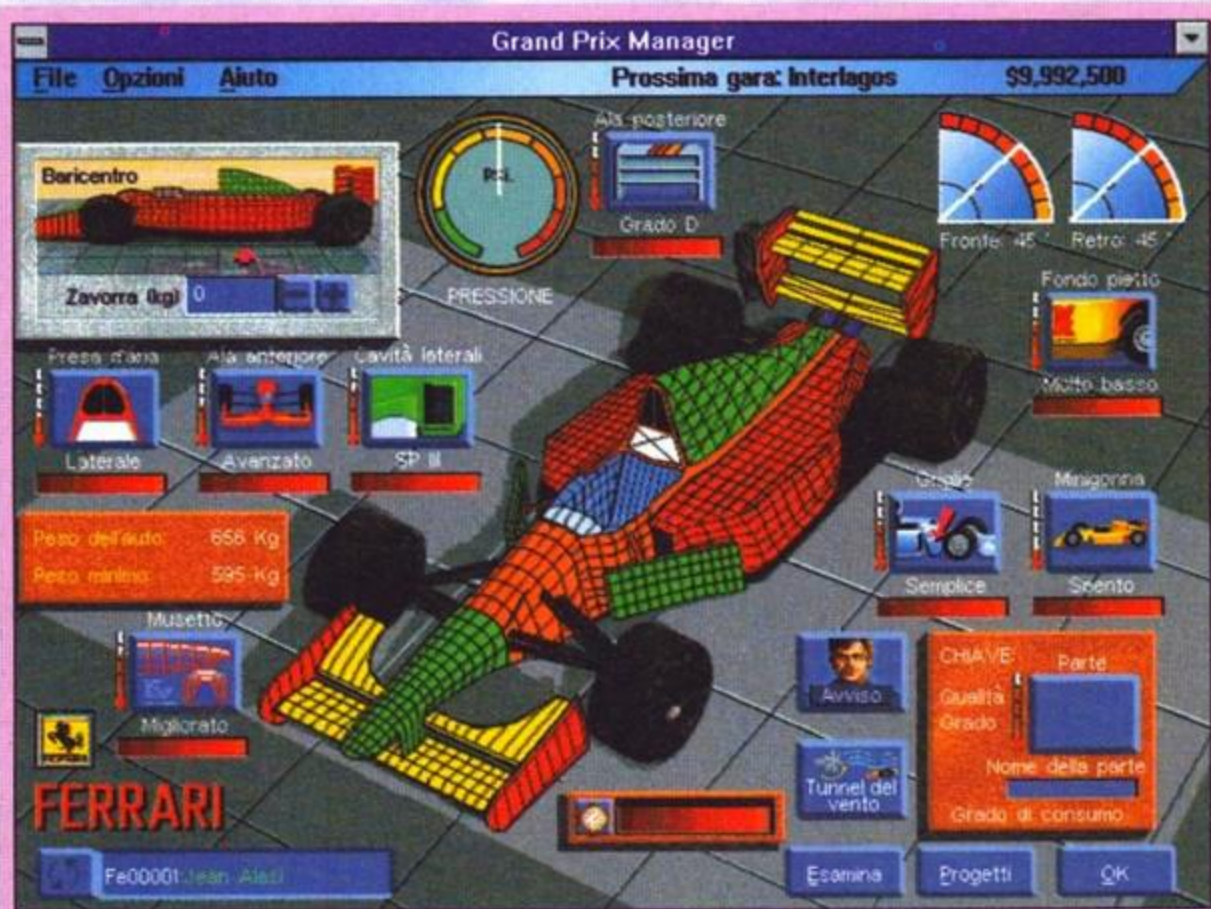 Grand Prix Manager
File Opzioni Aiuto Prossima gara: Interlagos $9,992,500
Baricentro
Zavorra (kg) 0
PRESSIONE
Ala posteriore
Grado D
Fronte: 45 ° Retro: 45 °
Fondo piatto
Molto basso
Presa d'aria Ala anteriore Cavità laterali
Laterale Avanzato SP III
Peso dell'auto: 656 Kg
Peso minimo: 595 Kg
Griglie Minigonna
Semplice Spento
Musetto
Migliorato
Avviso
Tunnel del
vento
CHIAVE: Parte
Qualità
Grado
Nome della parte
Grado di consumo
FERRARI
Fe00001: Jean Alesi
Esamina Progetti OK